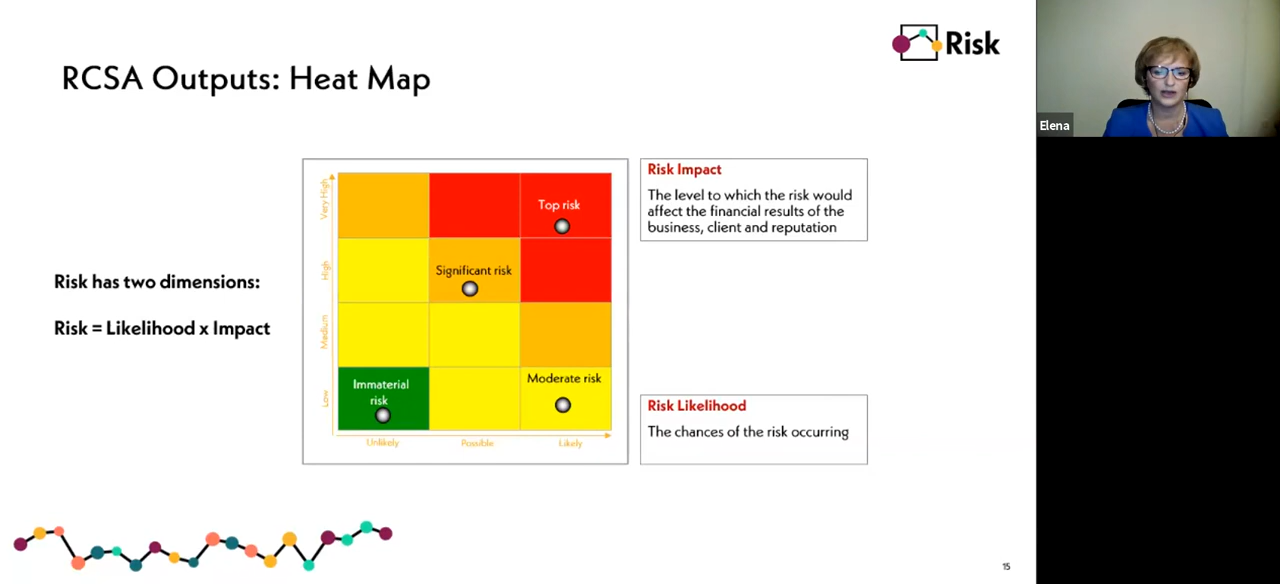 Risk
RCSA Outputs: Heat Map
Elena
Risk has two dimensions:
Risk = Likelihood x Impact
Very High
High
Medium
Low
Top risk
Significant risk
Immaterial
risk
Moderate risk
Unlikely
Possible
Likely
Risk Impact
The level to which the risk would
affect the financial results of the
business, client and reputation
Risk Likelihood
The chances of the risk occurring
15